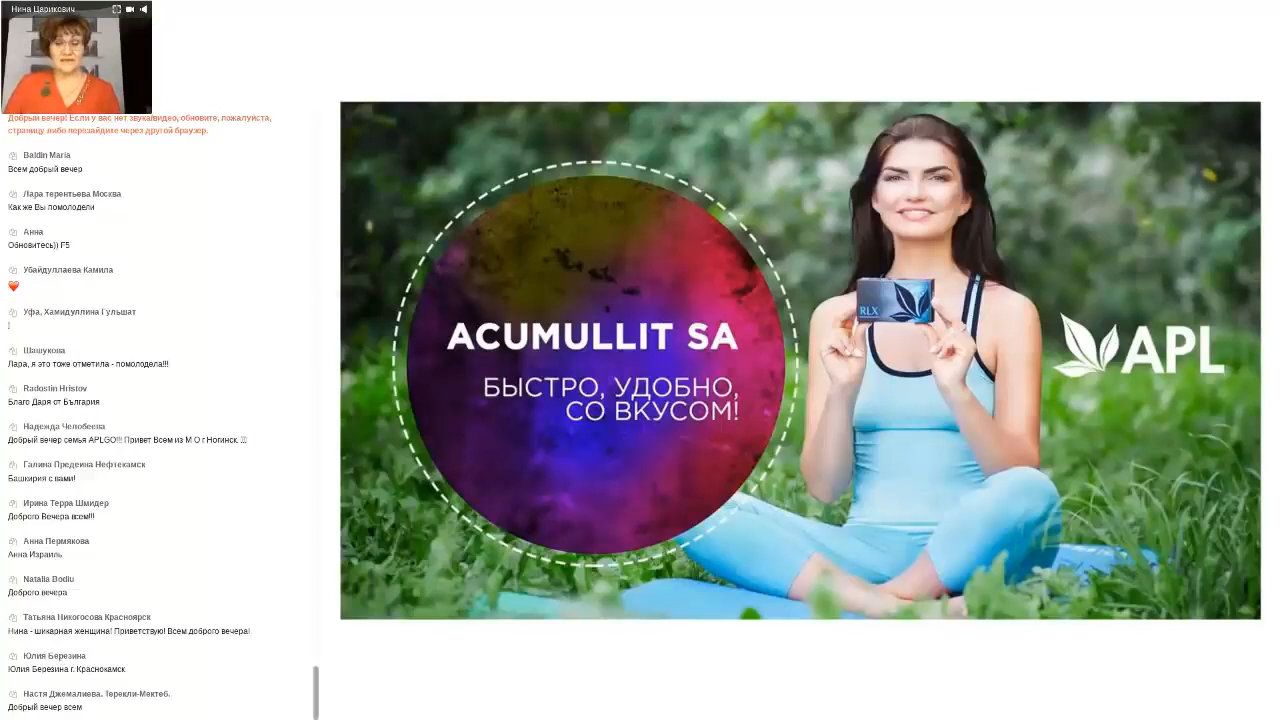 Нина Царикович
Добрый вечер! Если у вас нет звука/видео, обновите, пожалуйста,
страницу либо перезайдите через другой браузер.
Baldin Maria
Всем добрый вечер
Лара терентьева Москва
Как же Вы помолодели
Анна
Обновитесь)) F5
Убайдуллаева Камила
Уфа, Хамидуллина Гульшат
Шашукова
Лара, я это тоже отметила - помолодела!!!
Radostin Hristov
Благо Даря от България
Надежда Челобеева
Добрый вечер семья APLGO!!! Привет Всем из М О г Ногинск.
Галина Предеина Нефтекамск
Башкирия с вами!
Ирина Терра Шмидер
Доброго Вечера всем!!!
Анна Пермякова
Анна Израиль
Natalia Bodiu
Доброго вечера
Татьяна Никогосова Красноярск
Нина - шикарная женщина! Приветствую! Всем доброго вечера!
Юлия Березина
Юлия Березина г. Краснокамск
Настя Джемалиева. Терекли-Мектеб.
Добрый вечер всем
ACUMULLIT SA
БЫСТРО, УДОБНО,
СО ВКУСОМ!
RLX
APL